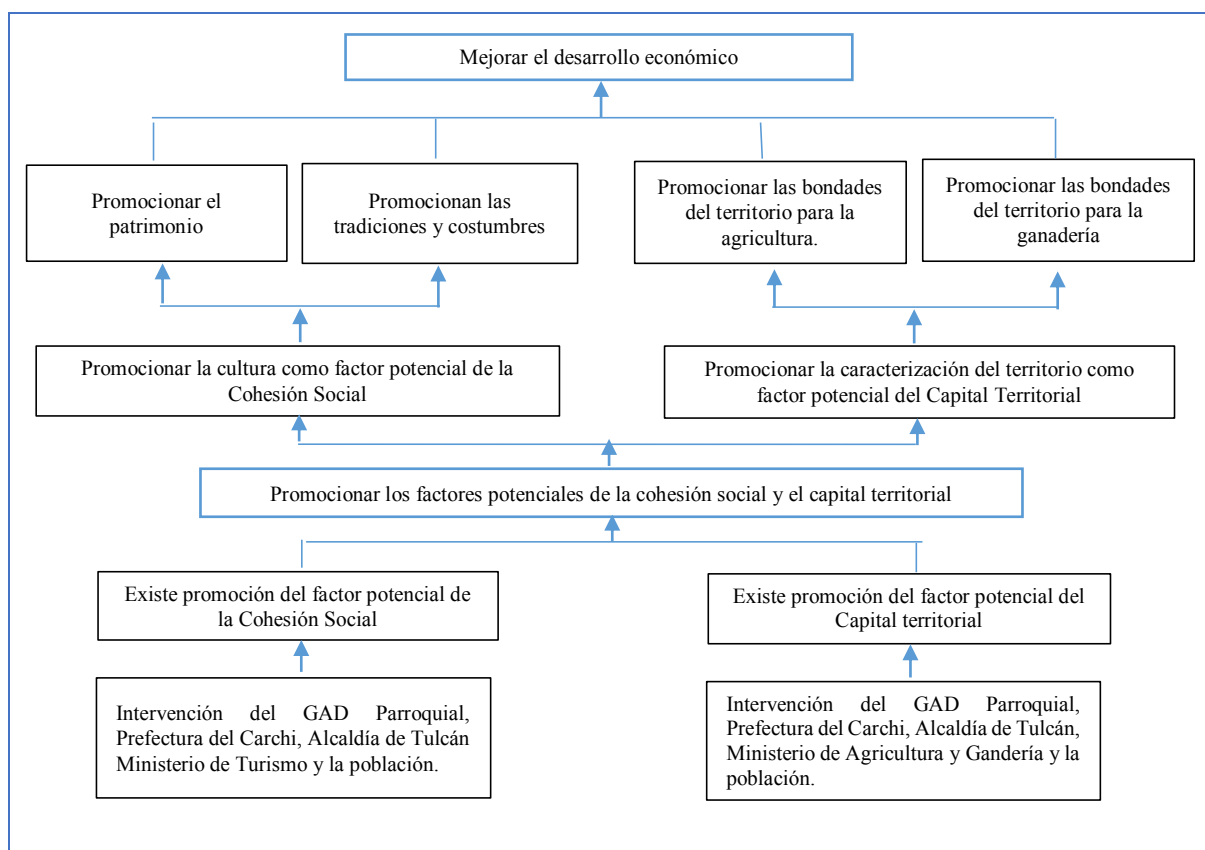 Mejorar el desarrollo económico
Promocionar el
patrimonio
Promocionan las
tradiciones y costumbres
Promocionar las bondades
del territorio para la
agricultura.
Promocionar las bondades
del territorio para la
ganadería
Promocionar la cultura como factor potencial de la
Cohesión Social
Promocionar la caracterización del territorio como
factor potencial del Capital Territorial
Promocionar los factores potenciales de la cohesión social y el capital territorial
Existe promoción del factor potencial de
la Cohesión Social
Existe promoción del factor potencial del
Capital territorial
Intervención del GAD Parroquial,
Prefectura del Carchi, Alcaldía de Tulcán
Ministerio de Turismo y la población.
Intervención del GAD Parroquial,
Prefectura del Carchi, Alcaldía de Tulcán,
Ministerio de Agricultura y Gandería y la
población.